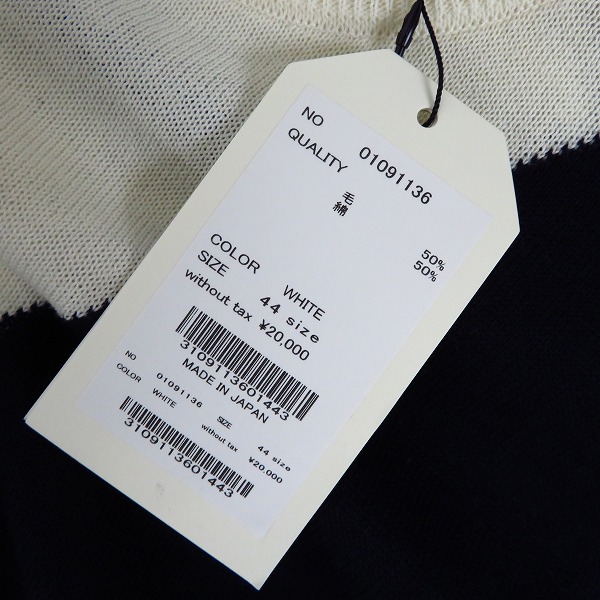 NO 01091136
QUALITY
毛 50%
綿 50%
COLOR WHITE
SIZE 44 size
without tax ¥20,000
3109113601443
MADE IN JAPAN
NO 01091136 SIZE 44 size
COLOR WHITE without tax ¥20,000
3109113601443